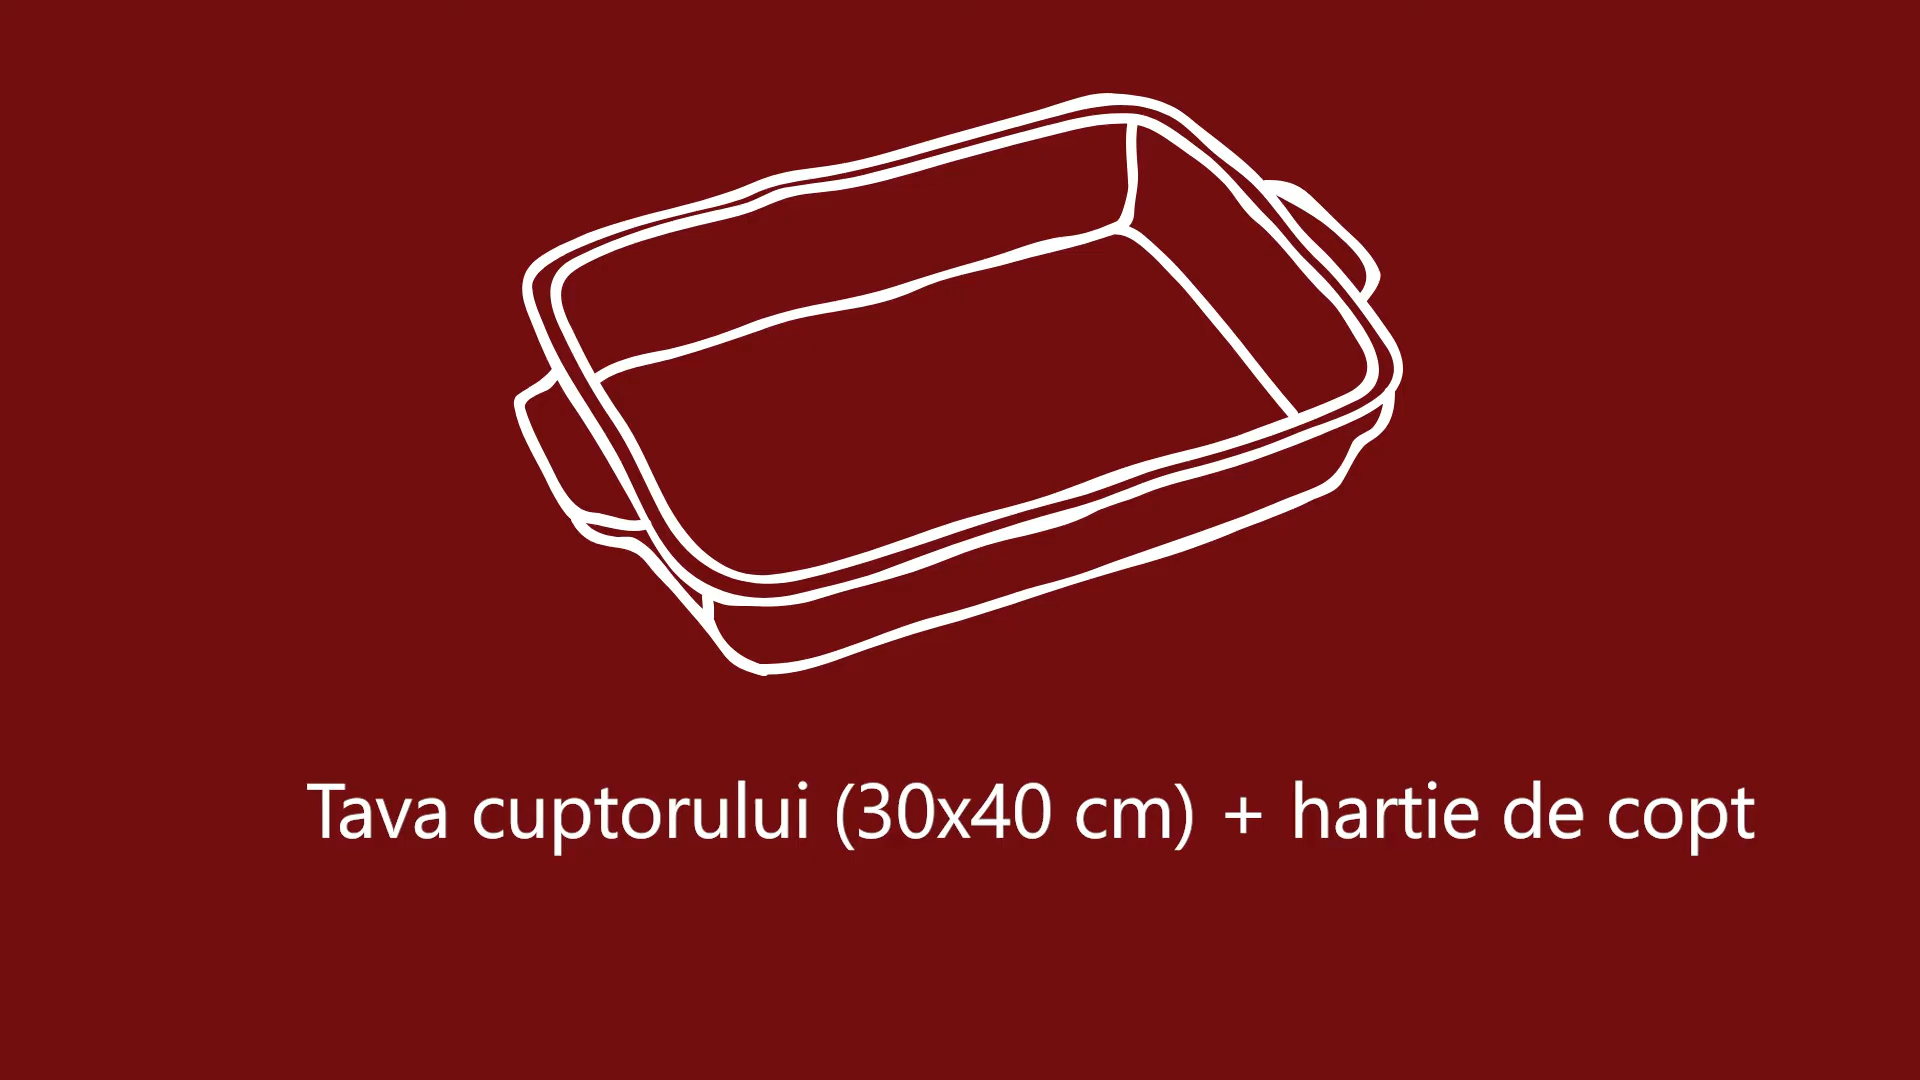 Tava cuptorului (30x40 cm) + hartie de copt